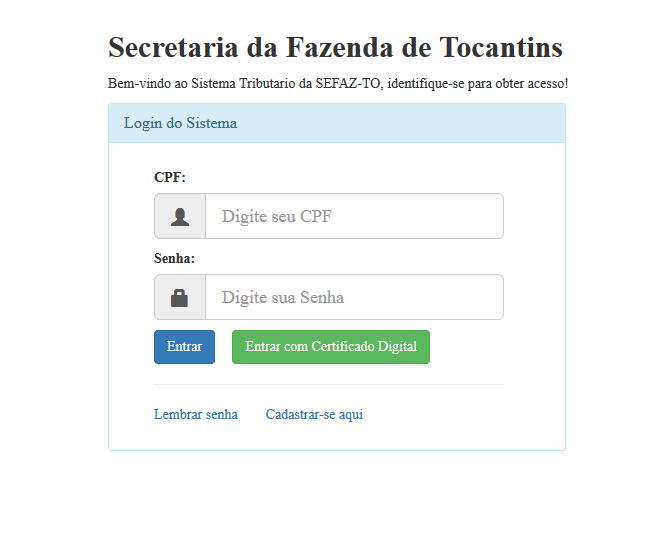 Secretaria da Fazenda de Tocantins
Bem-vindo ao Sistema Tributario da SEFAZ-TO, identifique-se para obter acesso!
Login do Sistema
CPF:
Digite seu CPF
Senha:
Digite sua Senha
Entrar Entrar com Certificado Digital
Lembrar senha Cadastrar-se aqui